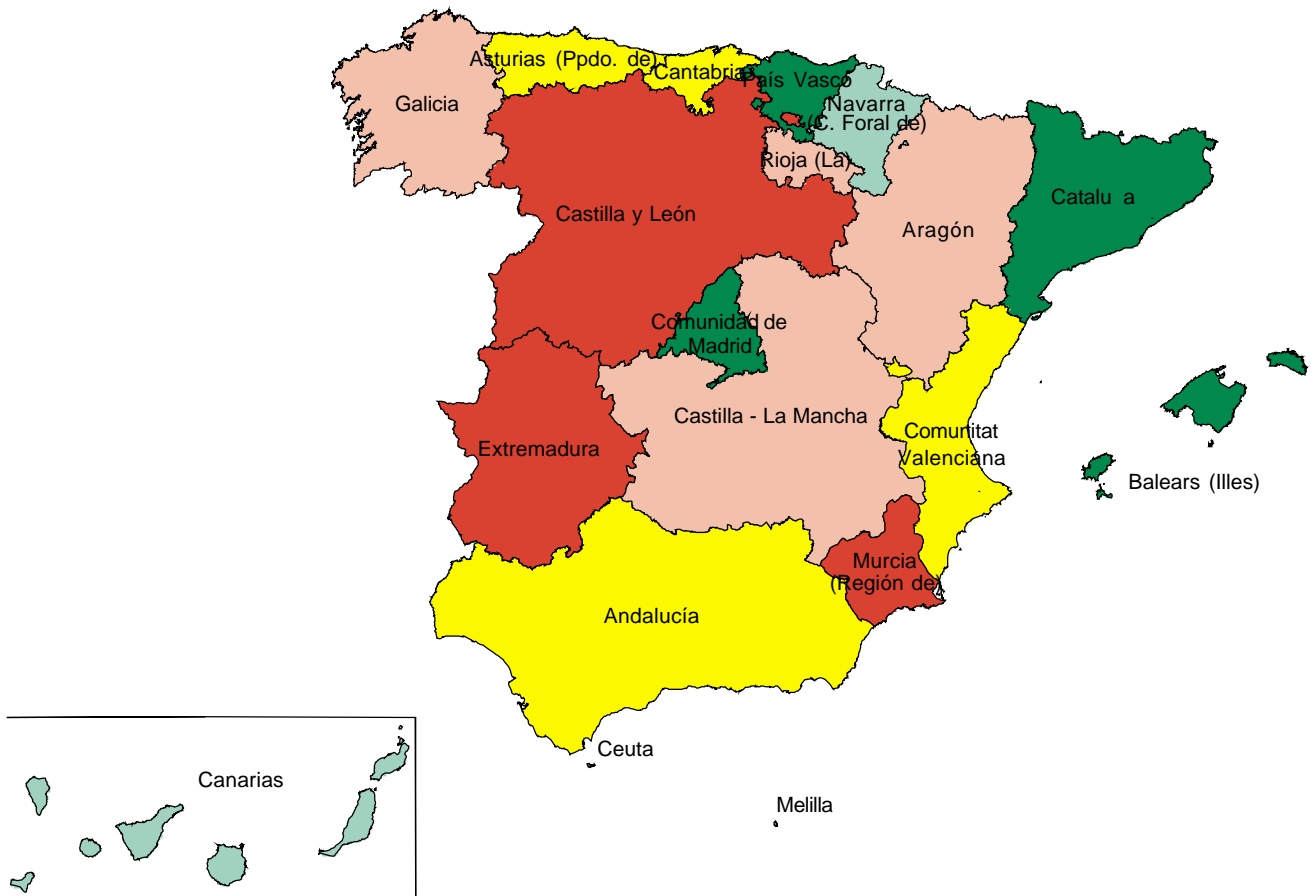 Asturias (Ppdo. de)
Cantabria
País Vasco
Galicia
Navarra
(C. Foral de)
Rioja (La)
Catalu a
Castilla y León
Aragón
Comunidad de
Madrid
Castilla - La Mancha
Comunitat
Valenciana
Extremadura
Balears (Illes)
Murcia
(Región de)
Andalucía
Ceuta
Canarias
Melilla